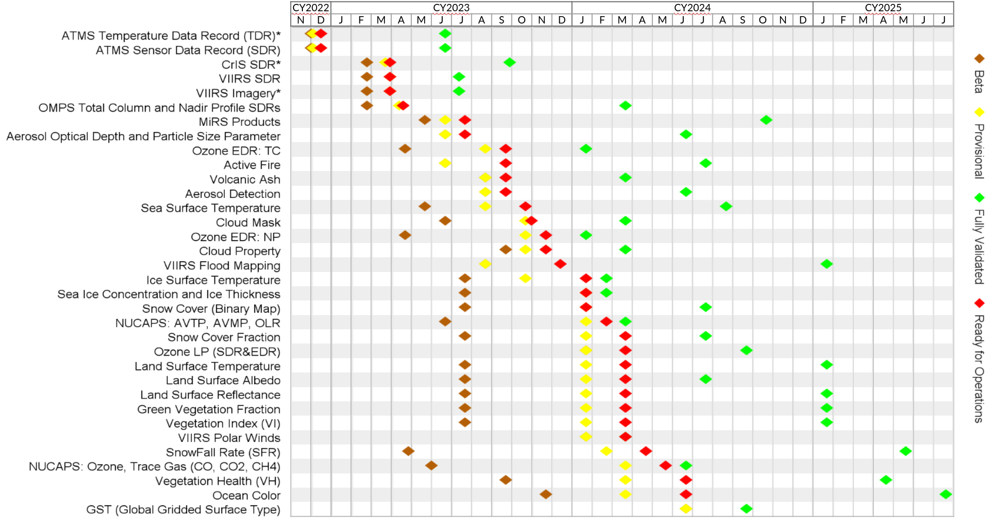 CY2022 CY2023 CY2024 CY2025
N D J F M A M J J A S O N D J F M A M J J A S O N D J F M A M J J
ATMS Temperature Data Record (TDR)*
ATMS Sensor Data Record (SDR)
CrIS SDR*
VIIRS SDR
VIIRS Imagery*
OMPS Total Column and Nadir Profile SDRs
MiRS Products
Aerosol Optical Depth and Particle Size Parameter
Ozone EDR: TC
Active Fire
Volcanic Ash
Aerosol Detection
Sea Surface Temperature
Cloud Mask
Ozone EDR: NP
Cloud Property
VIIRS Flood Mapping
Ice Surface Temperature
Sea Ice Concentration and Ice Thickness
Snow Cover (Binary Map)
NUCAPS: AVTP, AVMP, OLR
Snow Cover Fraction
Ozone LP (SDR&EDR)
Land Surface Temperature
Land Surface Albedo
Land Surface Reflectance
Green Vegetation Fraction
Vegetation Index (VI)
VIIRS Polar Winds
SnowFall Rate (SFR)
NUCAPS: Ozone, Trace Gas (CO, CO2, CH4)
Vegetation Health (VH)
Ocean Color
GST (Global Gridded Surface Type)
Beta
Provisional
Fully Validated
Ready for Operations